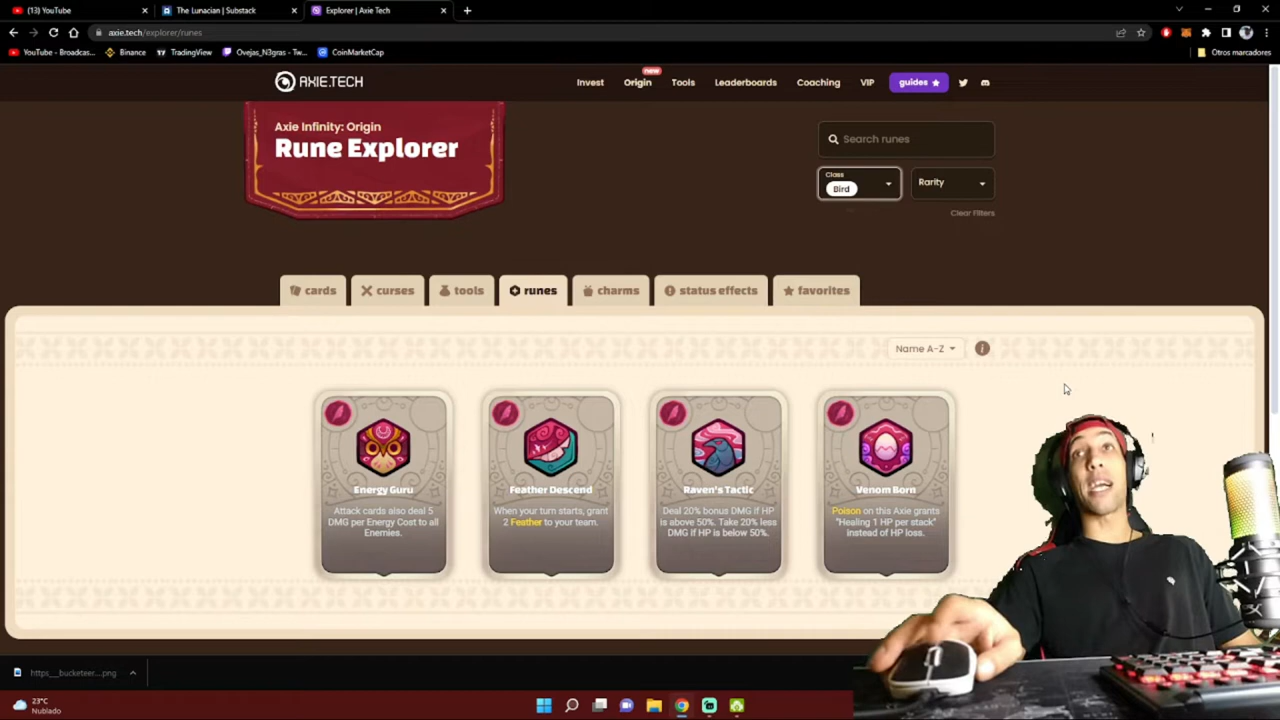 (13) YouTube
The Lunacian | Substack
Explorer | Axie Tech
axie.tech/explorer/runes
YouTube - Broadcas...
Binance
TradingView
Ovejas_N3gras - Tw...
CoinMarketCap
Otros marcadores
AXIE.TECH
Invest
new
Origin
Tools
Leaderboards
Coaching
VIP
guides
Axie Infinity: Origin
Rune Explorer
Search runes
Class
Bird
Rarity
Clear Filters
cards
curses
tools
runes
charms
status effects
favorites
Name A-Z
i
Energy Guru
Attack cards also deal 5
DMG per Energy Cost to all
Enemies.
Feather Descend
When your turn starts, grant
2 Feather to your team.
Raven's Tactic
Deal 20% bonus DMG if HP
is above 50%. Take 20% less
DMG if HP is below 50%.
Venom Born
Poison on this Axie grants
"Healing 1 HP per stack"
instead of HP loss.
https__bucketeer....png
23°C
Nublado